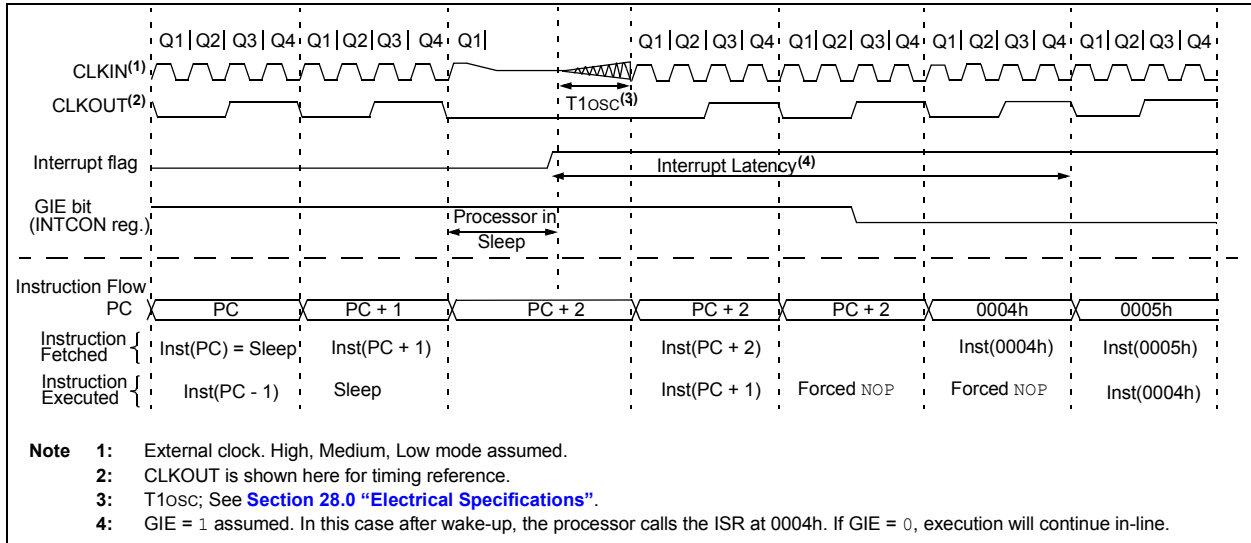 Q1 Q2 Q3 Q4 Q1 Q2 Q3 Q4 Q1 Q1 Q2 Q3 Q4 Q1 Q2 Q3 Q4 Q1 Q2 Q3 Q4 Q1 Q2 Q3 Q4
CLKIN(1)
CLKOUT(2)
T1OSC(3)
Interrupt flag
Interrupt Latency(4)
GIE bit
(INTCON reg.)
Processor in
Sleep
Instruction Flow
PC PC PC + 1 PC + 2 PC + 2 PC + 2 0004h 0005h
Instruction
Fetched
Inst(PC) = Sleep Inst(PC + 1) Inst(PC + 2) Inst(0004h) Inst(0005h)
Instruction
Executed
Inst(PC - 1) Sleep Inst(PC + 1) Forced NOP Forced NOP Inst(0004h)
Note 1: External clock. High, Medium, Low mode assumed.
2: CLKOUT is shown here for timing reference.
3: T1OSC; See Section 28.0 “Electrical Specifications”.
4: GIE = 1 assumed. In this case after wake-up, the processor calls the ISR at 0004h. If GIE = 0, execution will continue in-line.